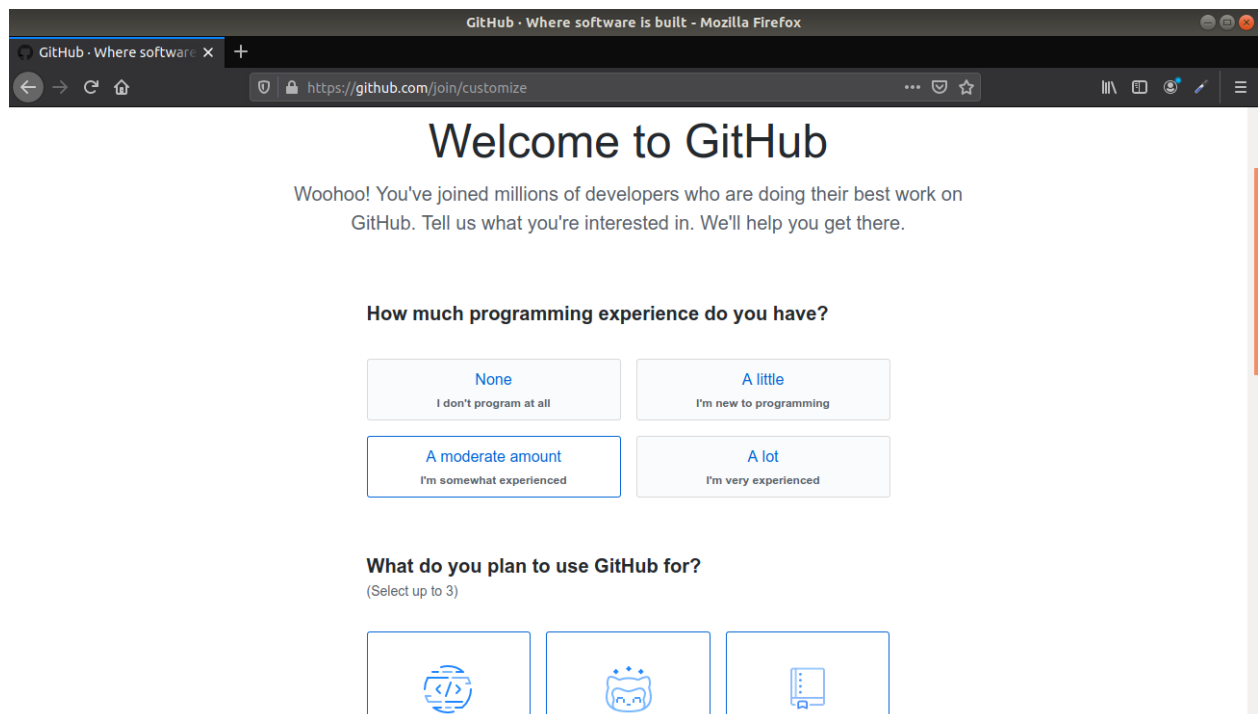 GitHub · Where software is built - Mozilla Firefox
GitHub · Where software
https://github.com/join/customize
Welcome to GitHub
Woohoo! You've joined millions of developers who are doing their best work on
GitHub. Tell us what you're interested in. We'll help you get there.
How much programming experience do you have?
None
I don't program at all
A little
I'm new to programming
A moderate amount
I'm somewhat experienced
A lot
I'm very experienced
What do you plan to use GitHub for?
(Select up to 3)